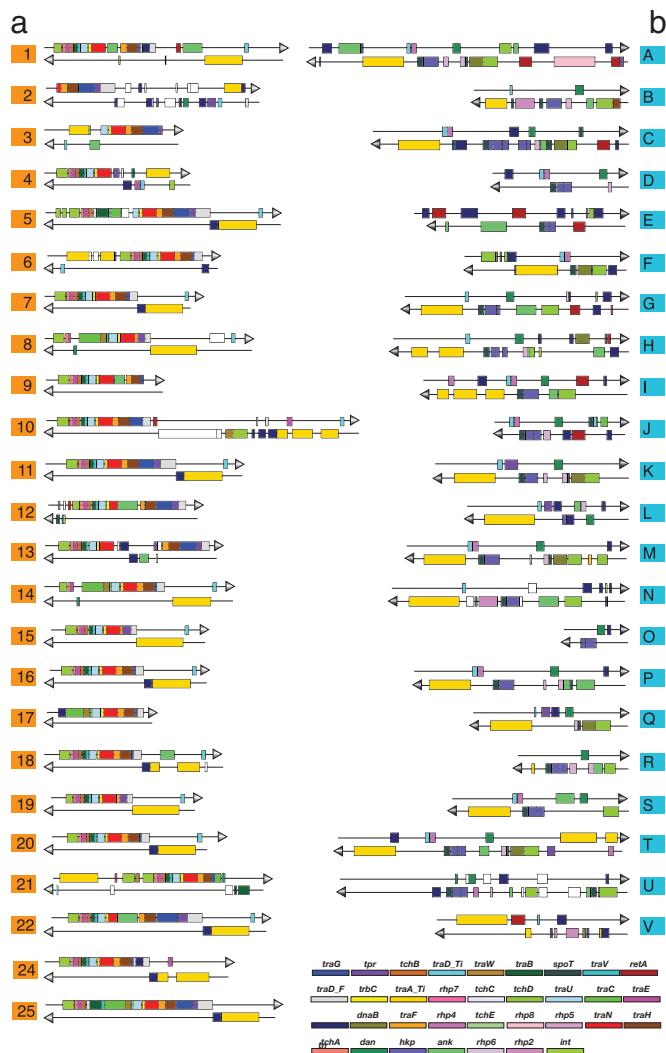 a
b
1
A
2
B
3
C
4
D
5
E
6
F
7
G
8
H
9
I
10
J
11
K
12
L
13
M
14
N
15
O
16
P
17
Q
18
R
19
S
20
T
21
U
22
V
24
25
traG tpr tchB traD_Ti traW traB spoT traV retA
traD_F trbC traA_Ti rhp7 tchC tchD traU traC traE
dnaB traF rhp4 tchE rhp8 rhp5 traN traH
tchA dan hkp ank rhp6 rhp2 int